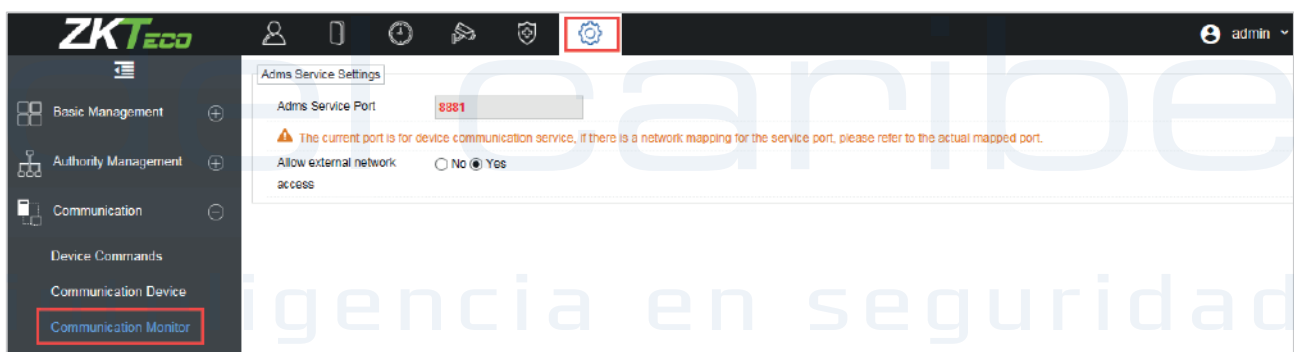 ZKTECO
admin
Adms Service Settings
Basic Management
Adms Service Port 8881
The current port is for device communication service, if there is a network mapping for the service port, please refer to the actual mapped port.
Authority Management
Allow external network access No Yes
Communication
Device Commands
Communication Device
Communication Monitor
del caribe
igencia en seguridad